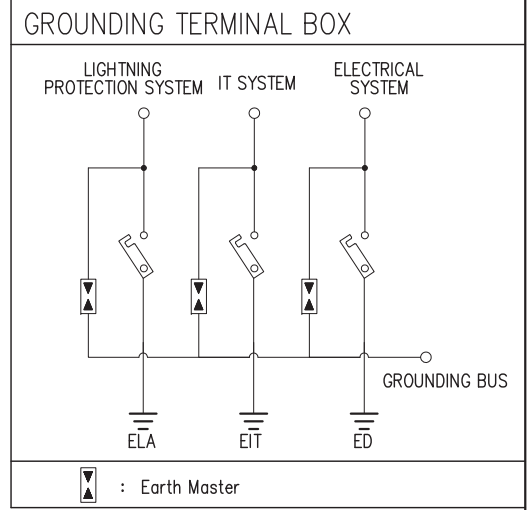 GROUNDING TERMINAL BOX
LIGHTNING
PROTECTION SYSTEM
IT SYSTEM
ELECTRICAL
SYSTEM
GROUNDING BUS
ELA
EIT
ED
: Earth Master